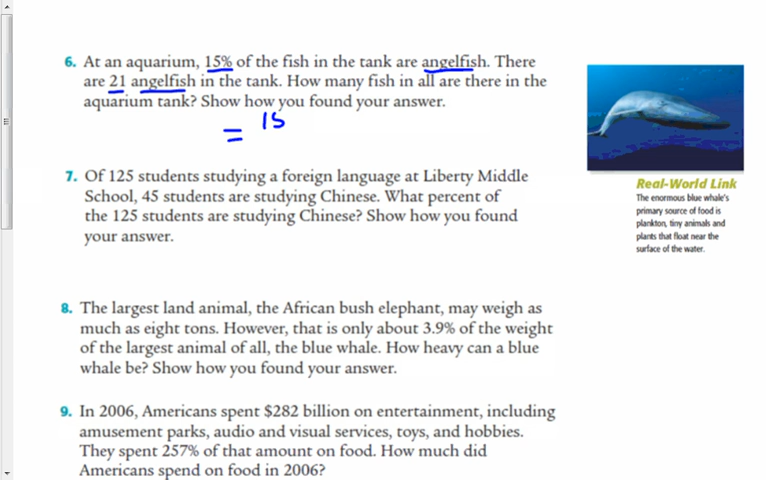 6. At an aquarium, 15% of the fish in the tank are angelfish. There
are 21 angelfish in the tank. How many fish in all are there in the
aquarium tank? Show how you found your answer.
= 15
7. Of 125 students studying a foreign language at Liberty Middle
School, 45 students are studying Chinese. What percent of
the 125 students are studying Chinese? Show how you found
your answer.
Real-World Link
The enormous blue whale's
primary source of food is
plankton, tiny animals and
plants that float near the
surface of the water.
8. The largest land animal, the African bush elephant, may weigh as
much as eight tons. However, that is only about 3.9% of the weight
of the largest animal of all, the blue whale. How heavy can a blue
whale be? Show how you found your answer.
9. In 2006, Americans spent $282 billion on entertainment, including
amusement parks, audio and visual services, toys, and hobbies.
They spent 257% of that amount on food. How much did
Americans spend on food in 2006?